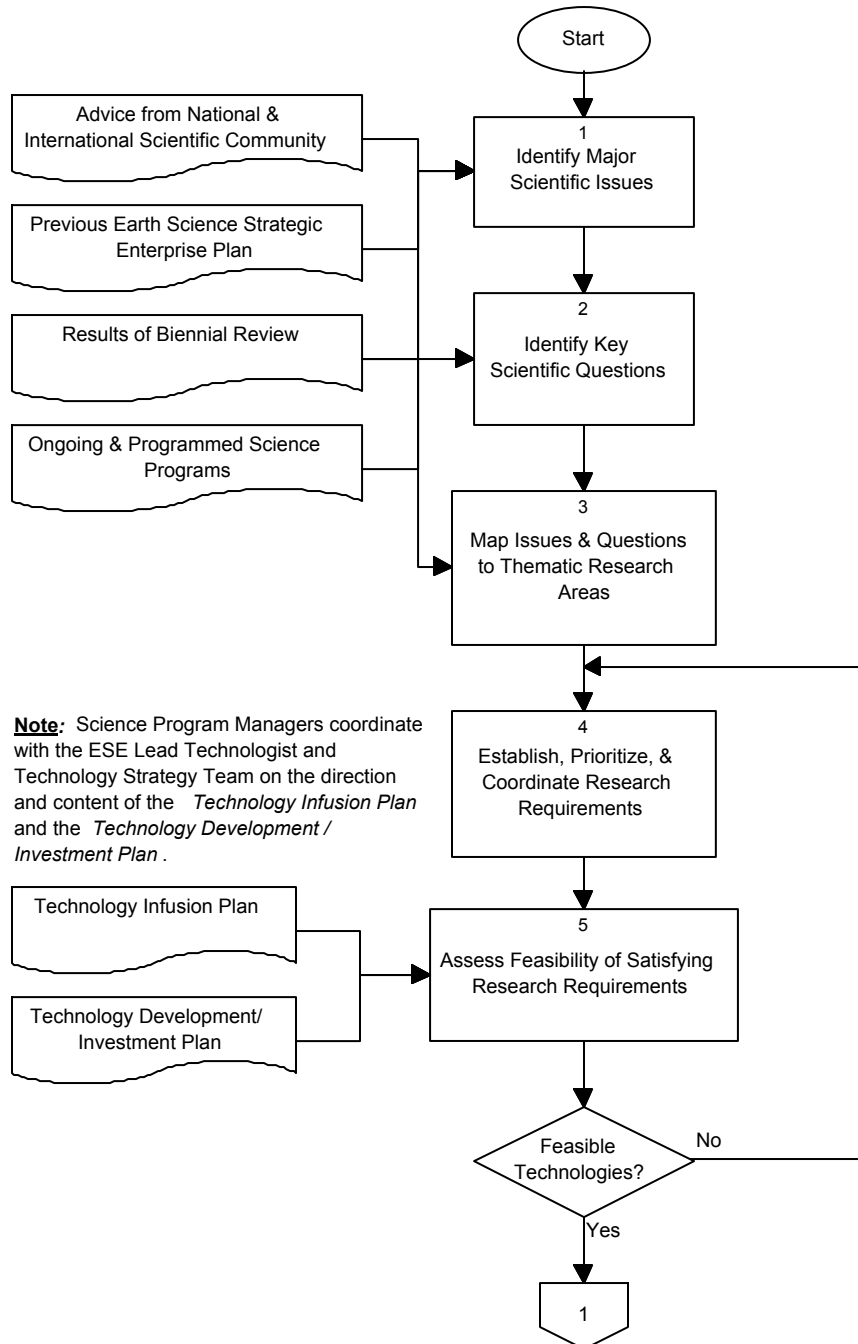 Start
Advice from National &
International Scientific Community
Previous Earth Science Strategic
Enterprise Plan
Results of Biennial Review
Ongoing & Programmed Science
Programs
1
Identify Major
Scientific Issues
2
Identify Key
Scientific Questions
3
Map Issues & Questions
to Thematic Research
Areas
Note: Science Program Managers coordinate
with the ESE Lead Technologist and
Technology Strategy Team on the direction
and content of the Technology Infusion Plan
and the Technology Development /
Investment Plan .
4
Establish, Prioritize, &
Coordinate Research
Requirements
Technology Infusion Plan
Technology Development/
Investment Plan
5
Assess Feasibility of Satisfying
Research Requirements
Feasible
Technologies?
No
Yes
1